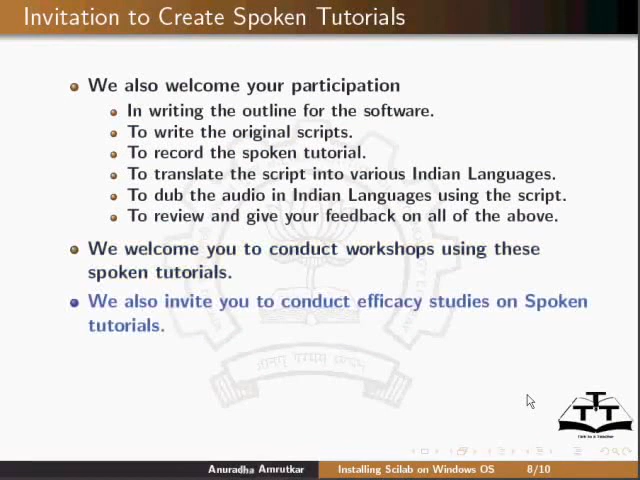 Invitation to Create Spoken Tutorials
We also welcome your participation
In writing the outline for the software.
To write the original scripts.
To record the spoken tutorial.
To translate the script into various Indian Languages.
To dub the audio in Indian Languages using the script.
To review and give your feedback on all of the above.
We welcome you to conduct workshops using these
spoken tutorials.
We also invite you to conduct efficacy studies on Spoken
tutorials.
TTT
Talk to a Teacher
Anuradha Amrutkar Installing Scilab on Windows OS 8/10